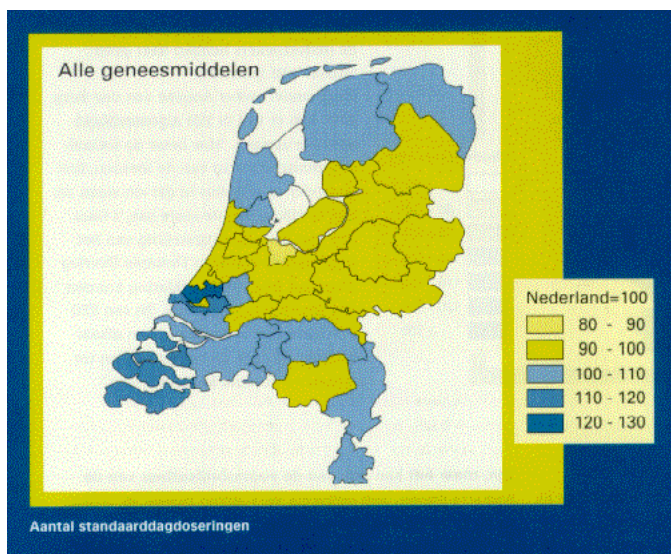 Alle geneesmiddelen
Nederland=100
80 - 90
90 - 100
100 - 110
110 - 120
120 - 130
Aantal standaarddagdoseringen